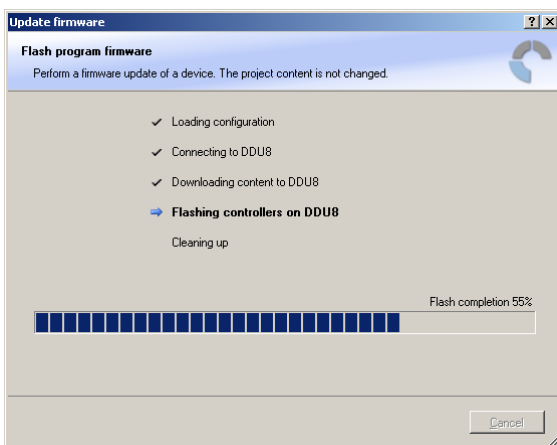 Update firmware
Flash program firmware
Perform a firmware update of a device. The project content is not changed.
Loading configuration
Connecting to DDU8
Downloading content to DDU8
Flashing controllers on DDU8
Cleaning up
Flash completion 55%
Cancel